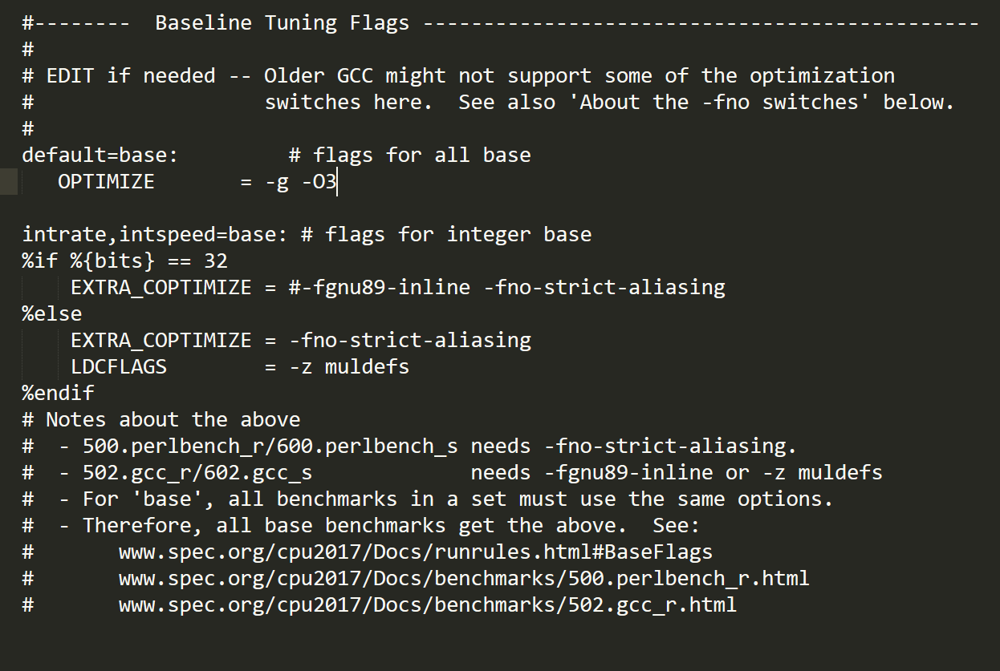 #--------  Baseline Tuning Flags ----------------------------------------------
#
# EDIT if needed -- Older GCC might not support some of the optimization
#                   switches here.  See also 'About the -fno switches' below.
#
default=base:         # flags for all base
   OPTIMIZE       = -g -O3

intrate,intspeed=base: # flags for integer base
%if %{bits} == 32
    EXTRA_COPTIMIZE = #-fgnu89-inline -fno-strict-aliasing
%else
    EXTRA_COPTIMIZE = -fno-strict-aliasing
    LDCFLAGS        = -z muldefs
%endif
# Notes about the above
#  - 500.perlbench_r/600.perlbench_s needs -fno-strict-aliasing.
#  - 502.gcc_r/602.gcc_s             needs -fgnu89-inline or -z muldefs
#  - For 'base', all benchmarks in a set must use the same options.
#  - Therefore, all base benchmarks get the above.  See:
#       www.spec.org/cpu2017/Docs/runrules.html#BaseFlags
#       www.spec.org/cpu2017/Docs/benchmarks/500.perlbench_r.html
#       www.spec.org/cpu2017/Docs/benchmarks/502.gcc_r.html